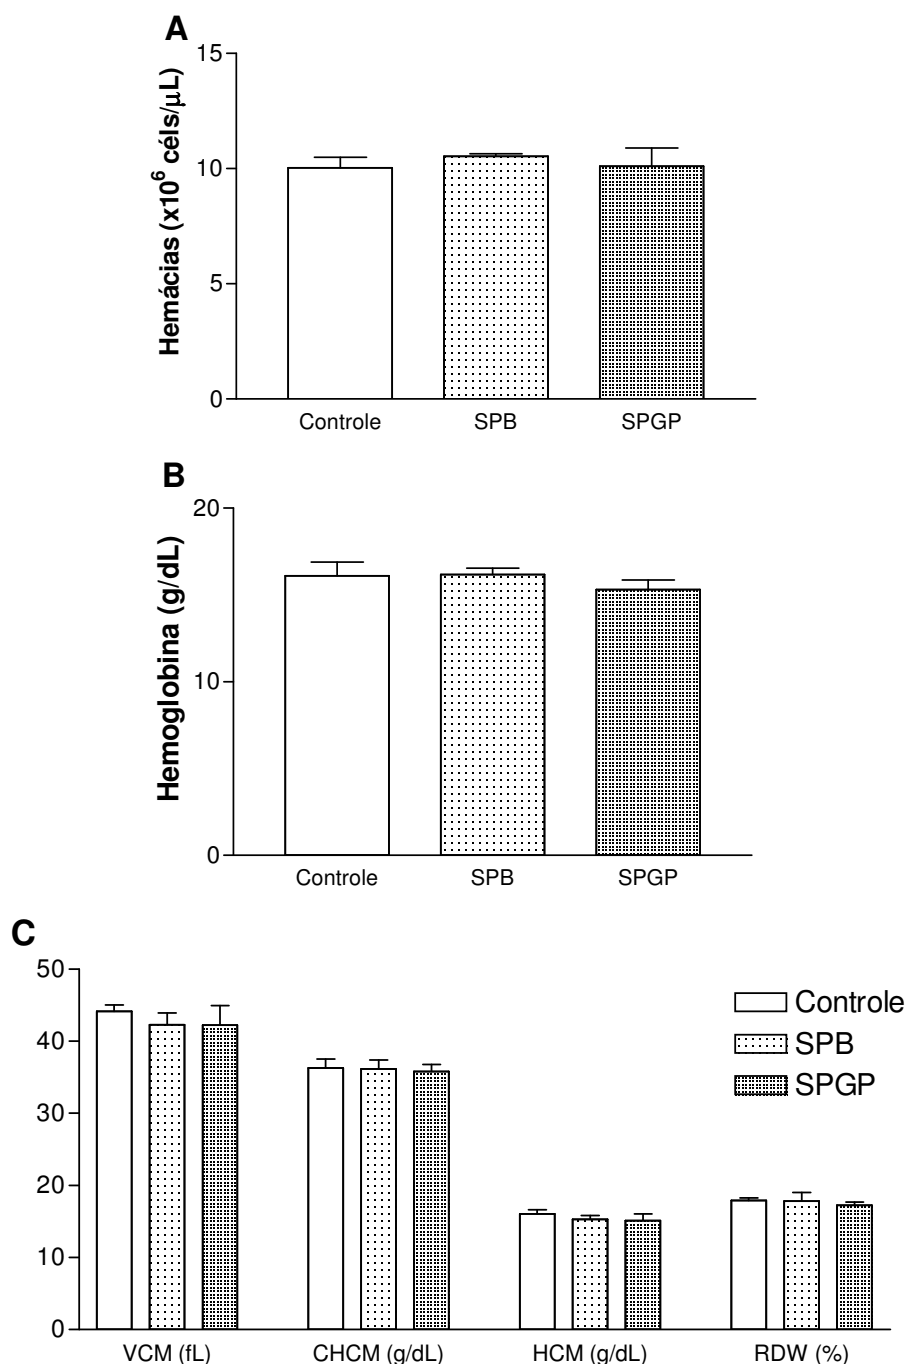 A
Hemácias (x10⁶ céls/µL)
15
10
5
0
Controle SPB SPGP
B
Hemoglobina (g/dL)
20
10
0
Controle SPB SPGP
C
50
40
30
20
10
0
Controle
SPB
SPGP
VCM (fL) CHCM (g/dL) HCM (g/dL) RDW (%)